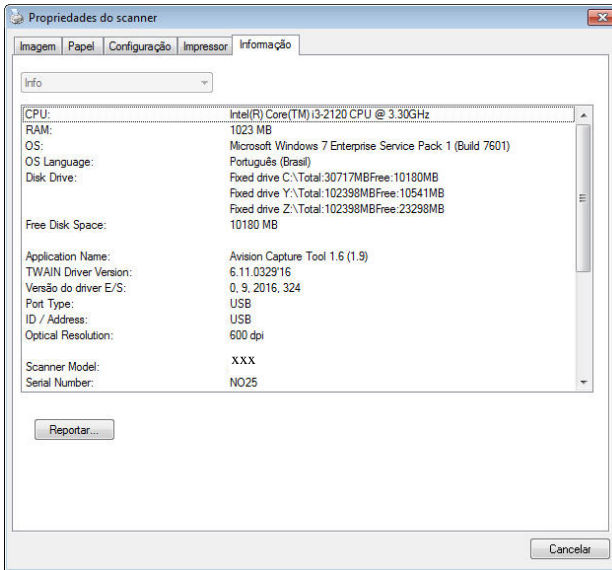 Propriedades do scanner
Imagem Papel Configuração Impressor Informação
Info
CPU: Intel(R) Core(TM) i3-2120 CPU @ 3.30GHz
RAM: 1023 MB
OS: Microsoft Windows 7 Enterprise Service Pack 1 (Build 7601)
OS Language: Português (Brasil)
Disk Drive: Fixed drive C:\Total:30717MBFree:10180MB
Fixed drive Y:\Total:102398MBFree:10541MB
Fixed drive Z:\Total:102398MBFree:23298MB
Free Disk Space: 10180 MB
Application Name: Avision Capture Tool 1.6 (1.9)
TWAIN Driver Version: 6.11.0329'16
Versão do driver E/S: 0, 9, 2016, 324
Port Type: USB
ID / Address: USB
Optical Resolution: 600 dpi
Scanner Model: xxx
Serial Number: NO25
Reportar...
Cancelar